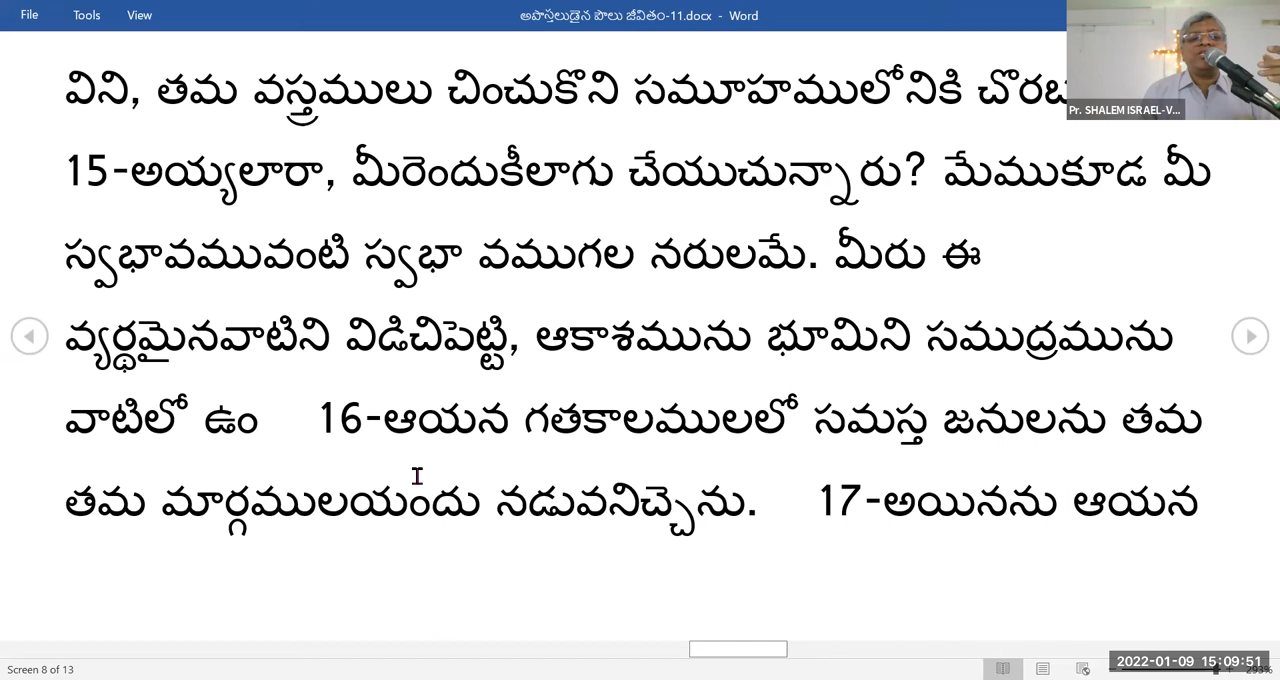 File Tools View అపొస్తలుడైన పౌలు జీవితం-11.docx - Word
Pr. SHALEM ISRAEL-V...
విని, తమ వస్త్రములు చించుకొని సమూహములోనికి
15-అయ్యలారా, మీరెందుకీలాగు చేయుచున్నారు? మేముకూడ మీ
స్వభావమువంటి స్వభా వముగల నరులమే. మీరు ఈ
వ్యర్థమైనవాటిని విడిచిపెట్టి, ఆకాశమును భూమిని సముద్రమును
వాటిలో ఉం 16-ఆయన గతకాలములలో సమస్త జనులను తమ
తమ మార్గములయందు నడువనిచ్చెను. 17-అయినను ఆయన
Screen 8 of 13
2022-01-09 15:09:51